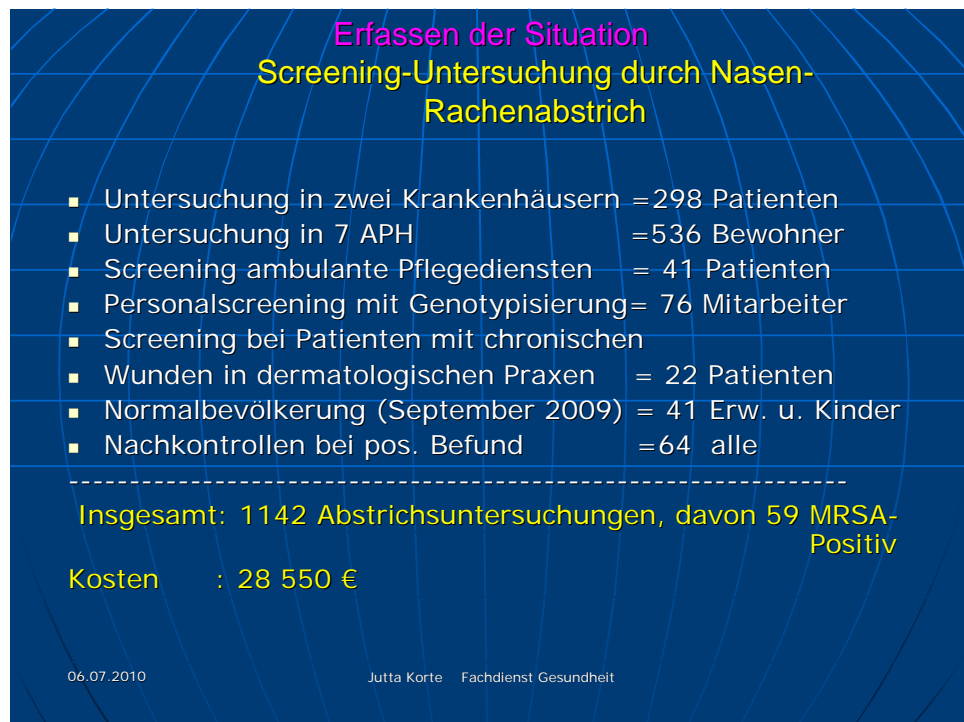 Erfassen der Situation
Screening-Untersuchung durch Nasen-
Rachenabstrich
Untersuchung in zwei Krankenhäusern =298 Patienten
Untersuchung in 7 APH =536 Bewohner
Screening ambulante Pflegediensten = 41 Patienten
Personalscreening mit Genotypisierung= 76 Mitarbeiter
Screening bei Patienten mit chronischen
Wunden in dermatologischen Praxen = 22 Patienten
Normalbevölkerung (September 2009) = 41 Erw. u. Kinder
Nachkontrollen bei pos. Befund =64 alle
----------------------------------------------------------------
Insgesamt: 1142 Abstrichsuntersuchungen, davon 59 MRSA-
Positiv
Kosten : 28 550 €
06.07.2010 Jutta Korte Fachdienst Gesundheit